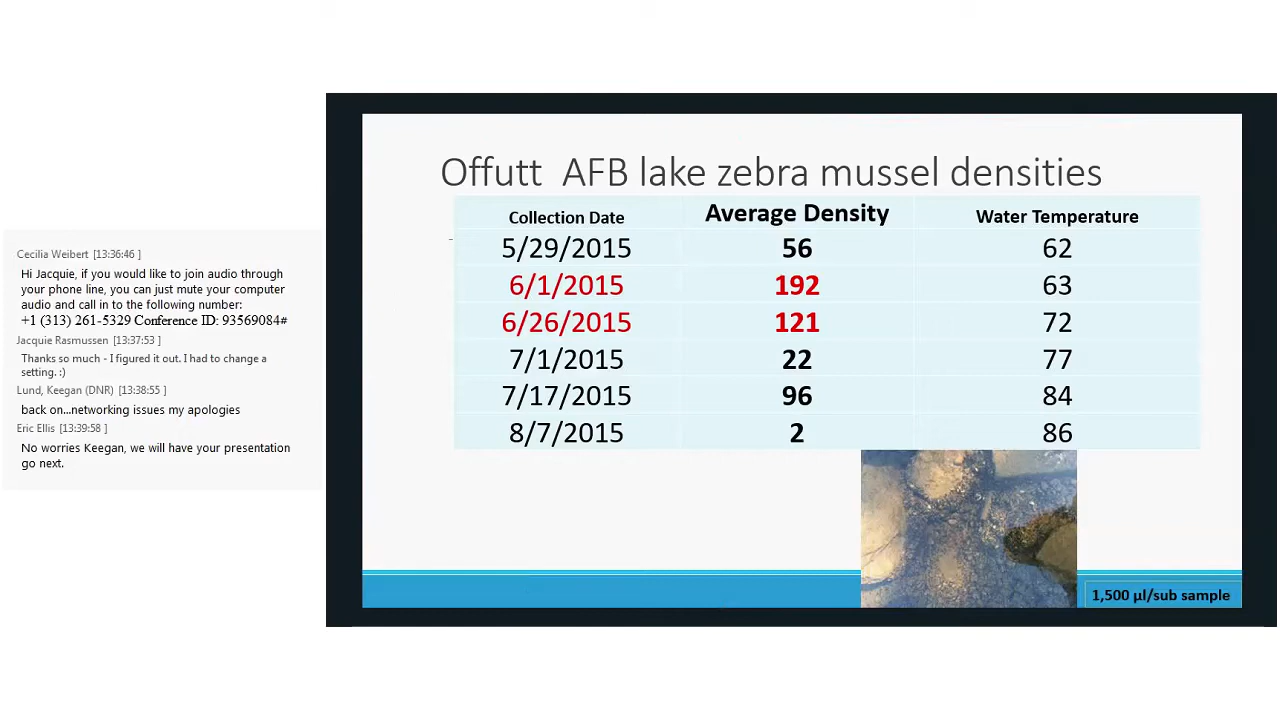 Cecilia Weibert [13:36:46 ]
Hi Jacquie, if you would like to join audio through
your phone line, you can just mute your computer
audio and call in to the following number:
+1 (313) 261-5329 Conference ID: 93569084#
Jacquie Rasmussen [13:37:53 ]
Thanks so much - I figured it out. I had to change a
setting. :)
Lund, Keegan (DNR) [13:38:55 ]
back on...networking issues my apologies
Eric Ellis [13:39:58 ]
No worries Keegan, we will have your presentation
go next.
Offutt AFB lake zebra mussel densities
Collection Date Average Density Water Temperature
5/29/2015 56 62
6/1/2015 192 63
6/26/2015 121 72
7/1/2015 22 77
7/17/2015 96 84
8/7/2015 2 86
1,500 µl/sub sample